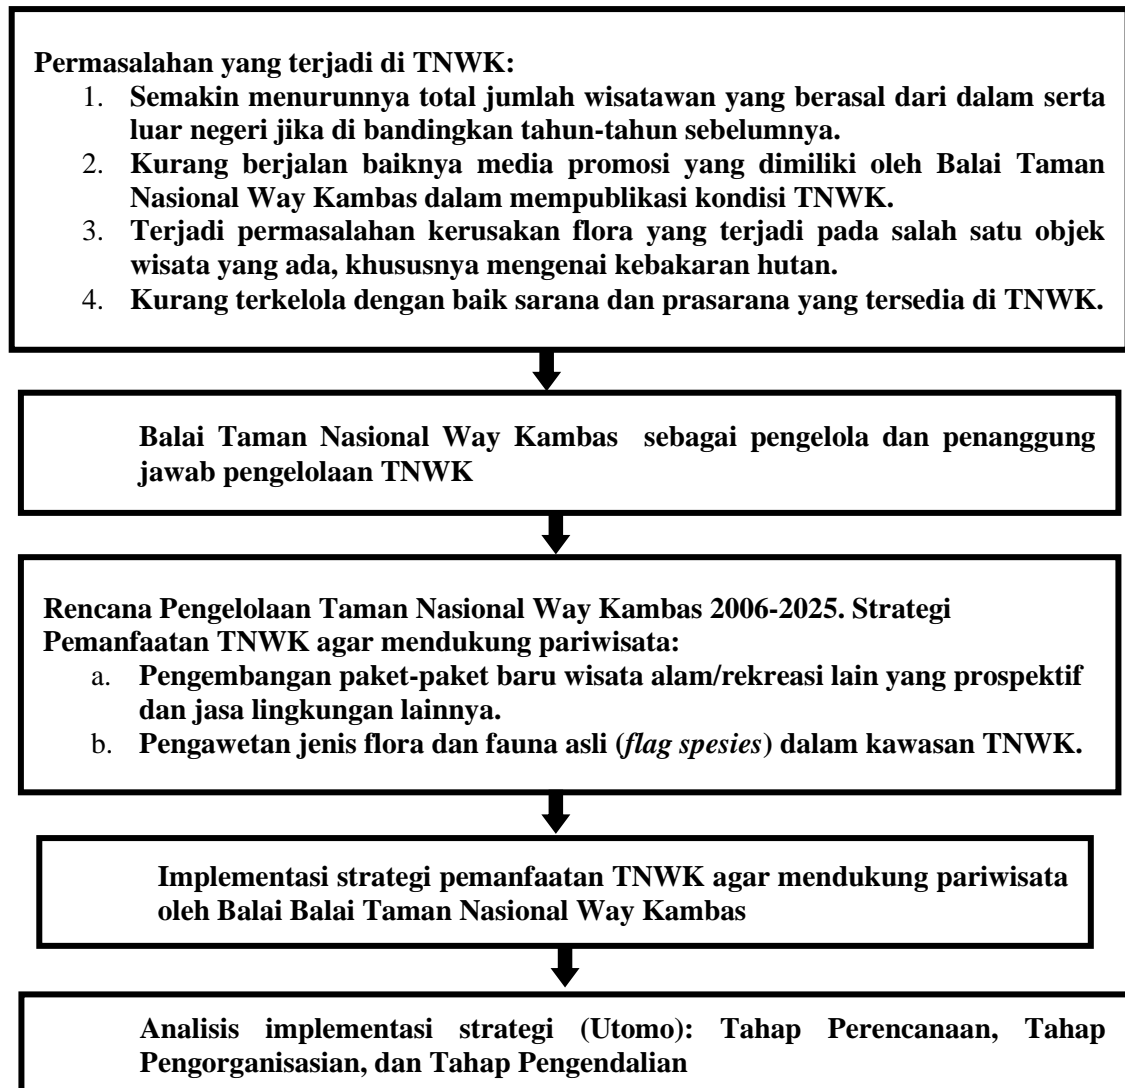 Permasalahan yang terjadi di TNWK:
1. Semakin menurunnya total jumlah wisatawan yang berasal dari dalam serta
luar negeri jika di bandingkan tahun-tahun sebelumnya.
2. Kurang berjalan baiknya media promosi yang dimiliki oleh Balai Taman
Nasional Way Kambas dalam mempublikasi kondisi TNWK.
3. Terjadi permasalahan kerusakan flora yang terjadi pada salah satu objek
wisata yang ada, khususnya mengenai kebakaran hutan.
4. Kurang terkelola dengan baik sarana dan prasarana yang tersedia di TNWK.
Balai Taman Nasional Way Kambas sebagai pengelola dan penanggung
jawab pengelolaan TNWK
Rencana Pengelolaan Taman Nasional Way Kambas 2006-2025. Strategi
Pemanfaatan TNWK agar mendukung pariwisata:
a. Pengembangan paket-paket baru wisata alam/rekreasi lain yang prospektif
dan jasa lingkungan lainnya.
b. Pengawetan jenis flora dan fauna asli (flag spesies) dalam kawasan TNWK.
Implementasi strategi pemanfaatan TNWK agar mendukung pariwisata
oleh Balai Balai Taman Nasional Way Kambas
Analisis implementasi strategi (Utomo): Tahap Perencanaan, Tahap
Pengorganisasian, dan Tahap Pengendalian